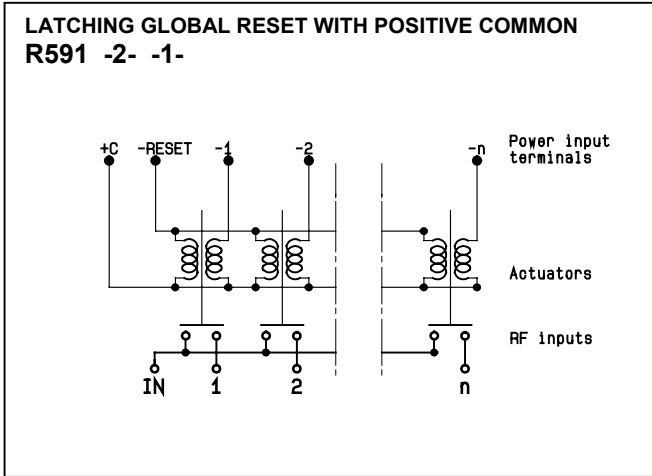 LATCHING GLOBAL RESET WITH POSITIVE COMMON
R591 -2- -1-
+C -RESET -1 -2 -n Power input
terminals
Actuators
RF inputs
IN 1 2 n